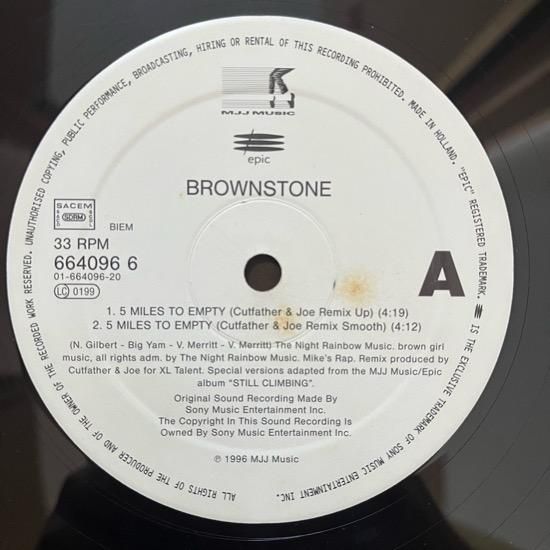 UNAUTHORISED COPYING, PUBLIC PERFORMANCE, BROADCASTING, HIRING OR RENTAL OF THIS RECORDING PROHIBITED. MADE IN HOLLAND. "EPIC" REGISTERED TRADEMARK.
MJJ MUSIC
epic
BROWNSTONE
SACEM
SDRM
BIEM
33 RPM
664096 6
01-664096-20
LC 0199
A
1. 5 MILES TO EMPTY (Cutfather & Joe Remix Up) (4:19)
2. 5 MILES TO EMPTY (Cutfather & Joe Remix Smooth) (4:12)
(N. Gilbert - Big Yam - V. Merritt - V. Merritt) The Night Rainbow Music. brown girl
music, all rights adm. by The Night Rainbow Music. Mike's Rap. Remix produced by
Cutfather & Joe for XL Talent. Special versions adapted from the MJJ Music/Epic
album "STILL CLIMBING".
Original Sound Recording Made By
Sony Music Entertainment Inc.
The Copyright In This Sound Recording Is
Owned By Sony Music Entertainment Inc.
℗ 1996 MJJ Music
IS THE EXCLUSIVE TRADEMARK OF SONY MUSIC ENTERTAINMENT INC.
ALL RIGHTS OF THE PRODUCER AND OF THE OWNER OF THE RECORDED WORK RESERVED.